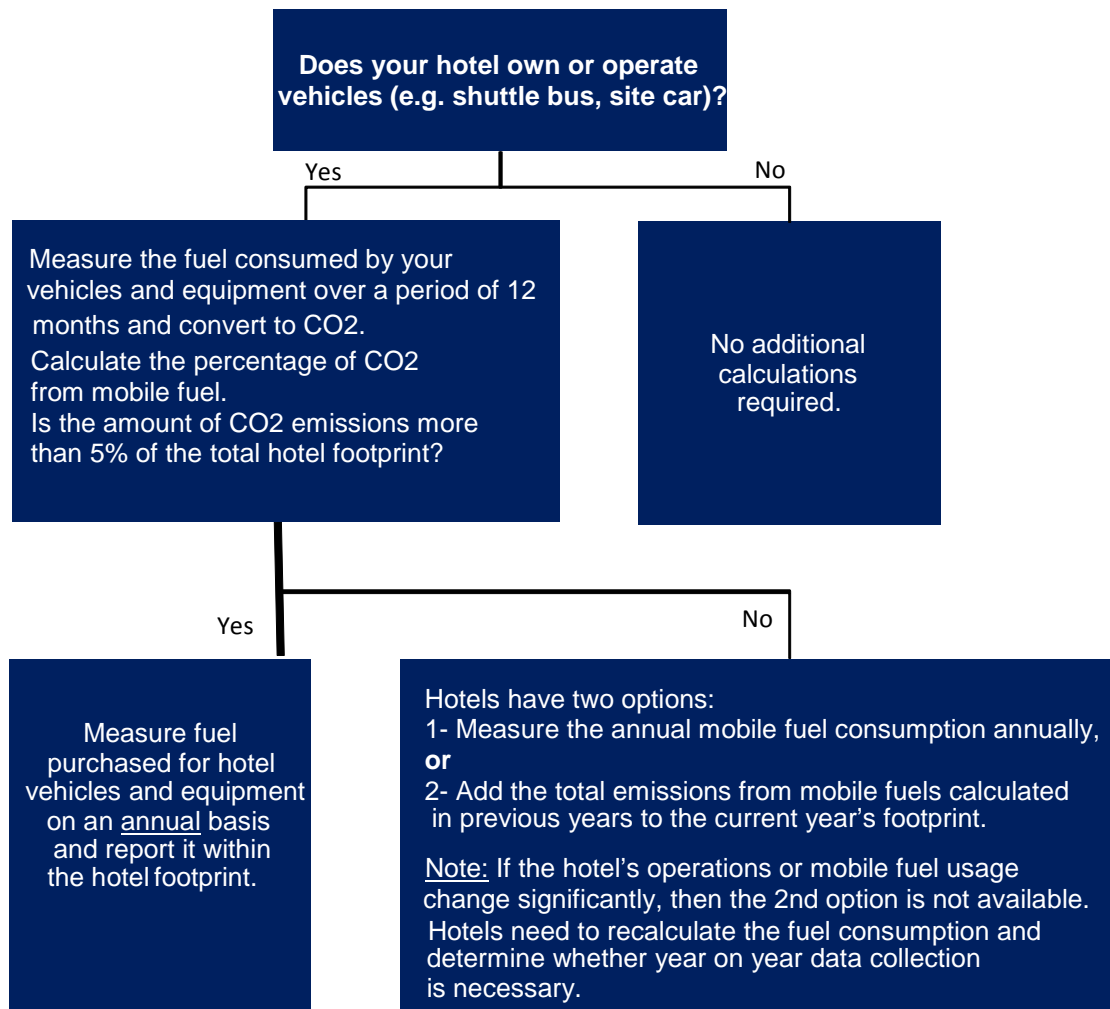 Does your hotel own or operate
vehicles (e.g. shuttle bus, site car)?
Yes
No
Measure the fuel consumed by your
vehicles and equipment over a period of 12
months and convert to CO2.
Calculate the percentage of CO2
from mobile fuel.
Is the amount of CO2 emissions more
than 5% of the total hotel footprint?
No additional
calculations
required.
Yes
No
Measure fuel
purchased for hotel
vehicles and equipment
on an annual basis
and report it within
the hotel footprint.
Hotels have two options:
1- Measure the annual mobile fuel consumption annually,
or
2- Add the total emissions from mobile fuels calculated
in previous years to the current year's footprint.
Note: If the hotel's operations or mobile fuel usage
change significantly, then the 2nd option is not available.
Hotels need to recalculate the fuel consumption and
determine whether year on year data collection
is necessary.